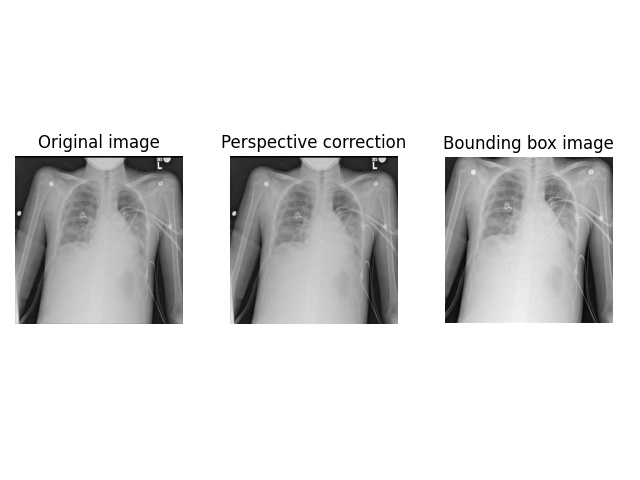 Original image
Perspective correction
Bounding box image
L
L